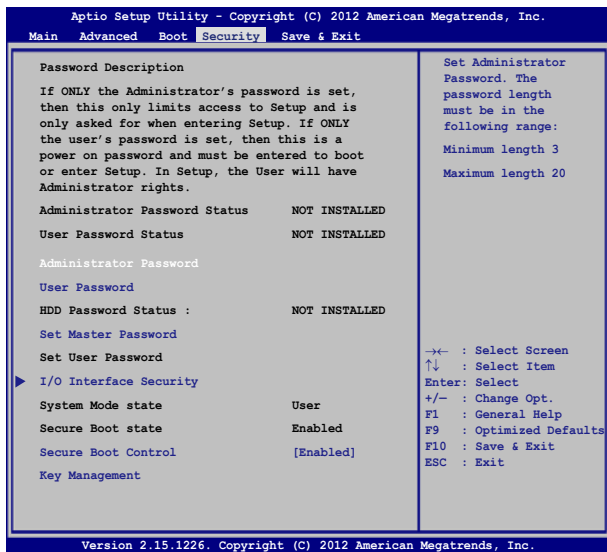 Aptio Setup Utility - Copyright (C) 2012 American Megatrends, Inc.
Main Advanced Boot Security Save & Exit
Password Description
If ONLY the Administrator's password is set,
then this only limits access to Setup and is
only asked for when entering Setup. If ONLY
the user's password is set, then this is a
power on password and must be entered to boot
or enter Setup. In Setup, the User will have
Administrator rights.
Administrator Password Status NOT INSTALLED
User Password Status NOT INSTALLED
Administrator Password
User Password
HDD Password Status : NOT INSTALLED
Set Master Password
Set User Password
I/O Interface Security
System Mode state User
Secure Boot state Enabled
Secure Boot Control [Enabled]
Key Management
Set Administrator
Password. The
password length
must be in the
following range:
Minimum length 3
Maximum length 20
→← : Select Screen
↑↓ : Select Item
Enter: Select
+/— : Change Opt.
F1 : General Help
F9 : Optimized Defaults
F10 : Save & Exit
ESC : Exit
Version 2.15.1226. Copyright (C) 2012 American Megatrends, Inc.